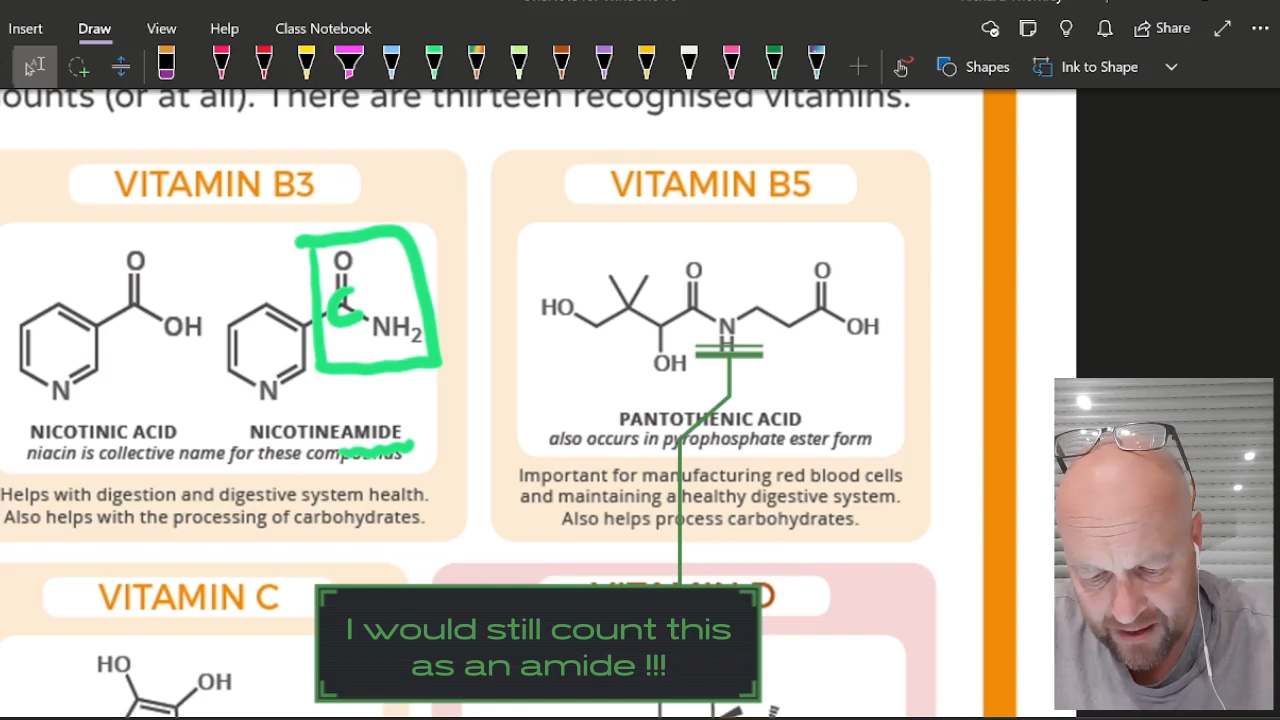 Insert Draw View Help Class Notebook
Share
Shapes Ink to Shape
ounts (or at all). There are thirteen recognised vitamins.
VITAMIN B3
O
OH
N
O
C
NH2
N
NICOTINIC ACID
NICOTINEAMIDE
niacin is collective name for these compounds
Helps with digestion and digestive system health.
Also helps with the processing of carbohydrates.
VITAMIN B5
HO
O
O
N
H
OH
OH
PANTOTHENIC ACID
also occurs in pyrophosphate ester form
Important for manufacturing red blood cells
and maintaining a healthy digestive system.
Also helps process carbohydrates.
VITAMIN C
HO
OH
D
I would still count this
as an amide !!!